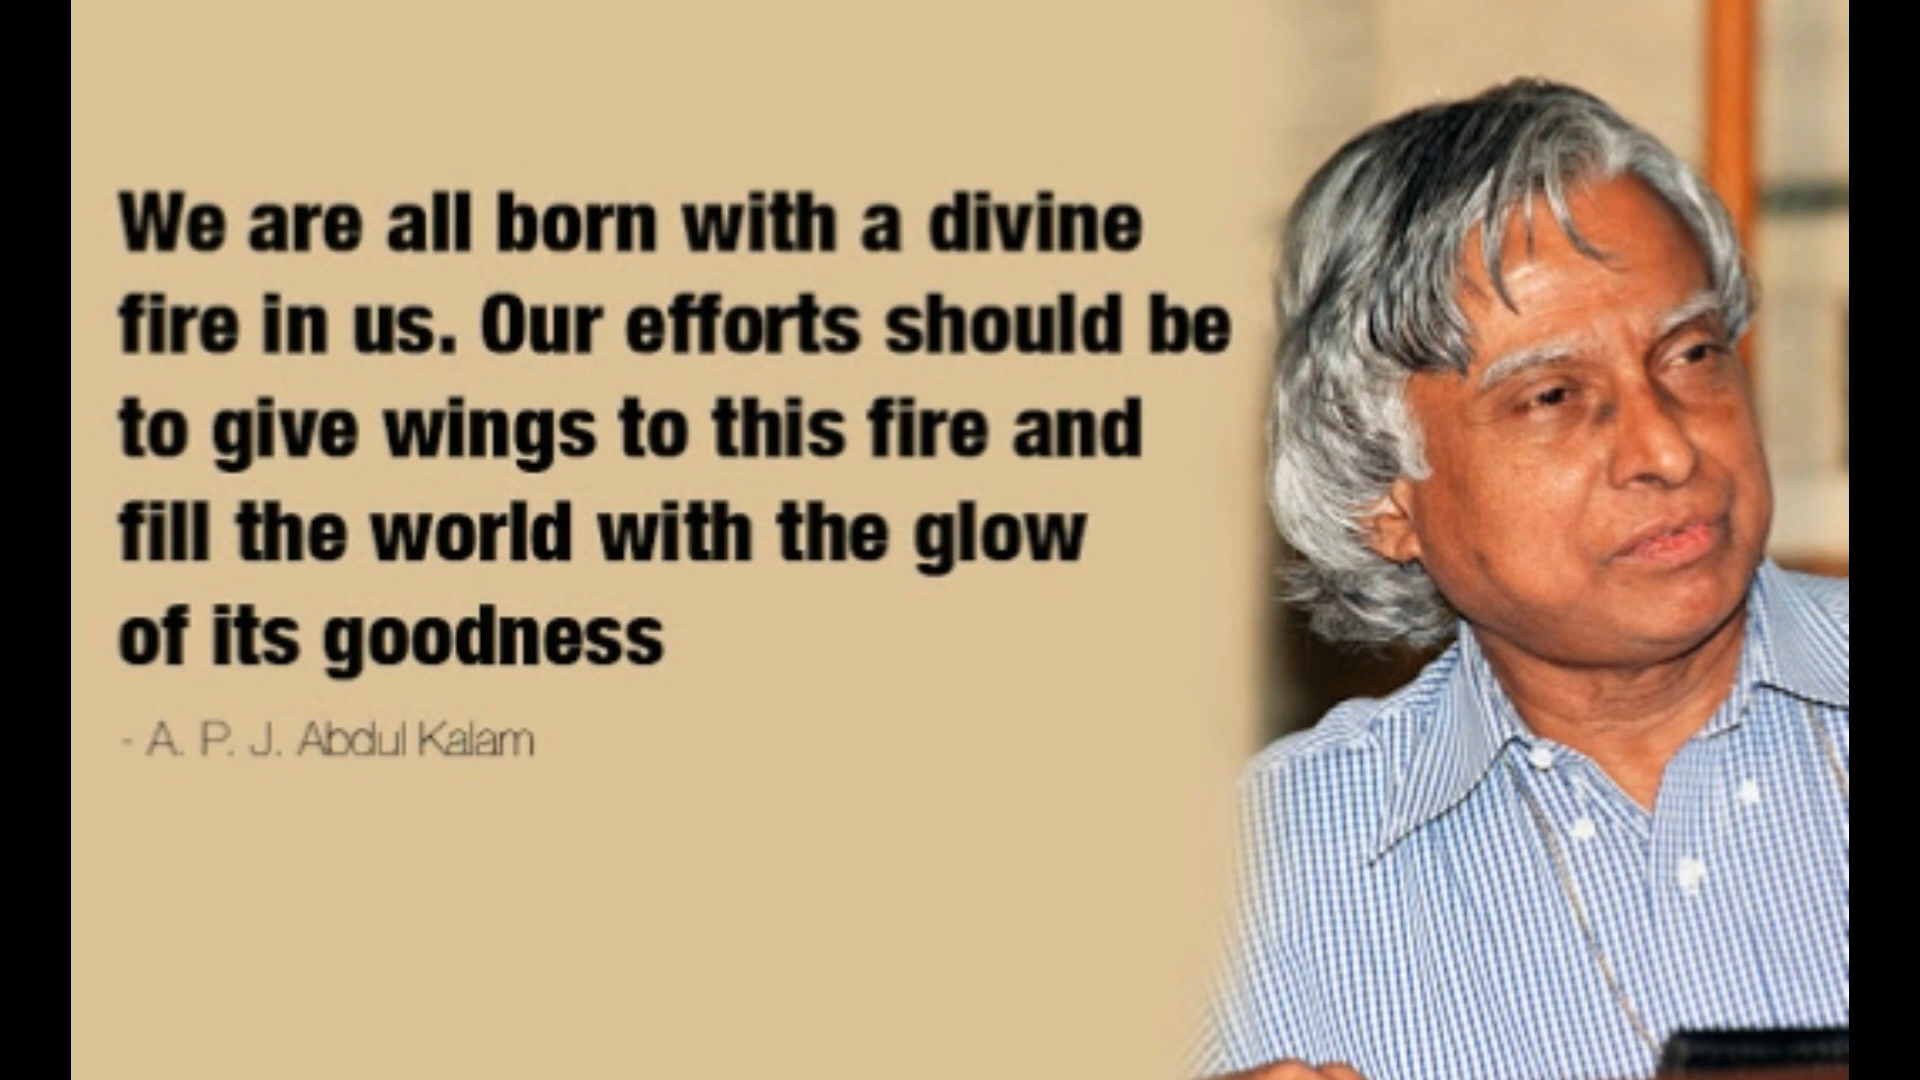 We are all born with a divine
fire in us. Our efforts should be
to give wings to this fire and
fill the world with the glow
of its goodness
- A. P. J. Abdul Kalam